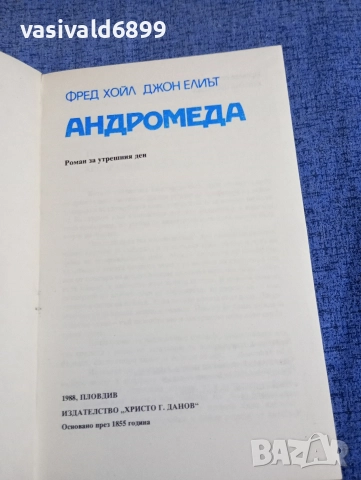 vasivald6899
ФРЕД ХОЙЛ ДЖОН ЕЛИЪТ
АНДРОМЕДА
Роман за утрешния ден
1988, ПЛОВДИВ
ИЗДАТЕЛСТВО „ХРИСТО Г. ДАНОВ“
Основано през 1855 година
BAZAR